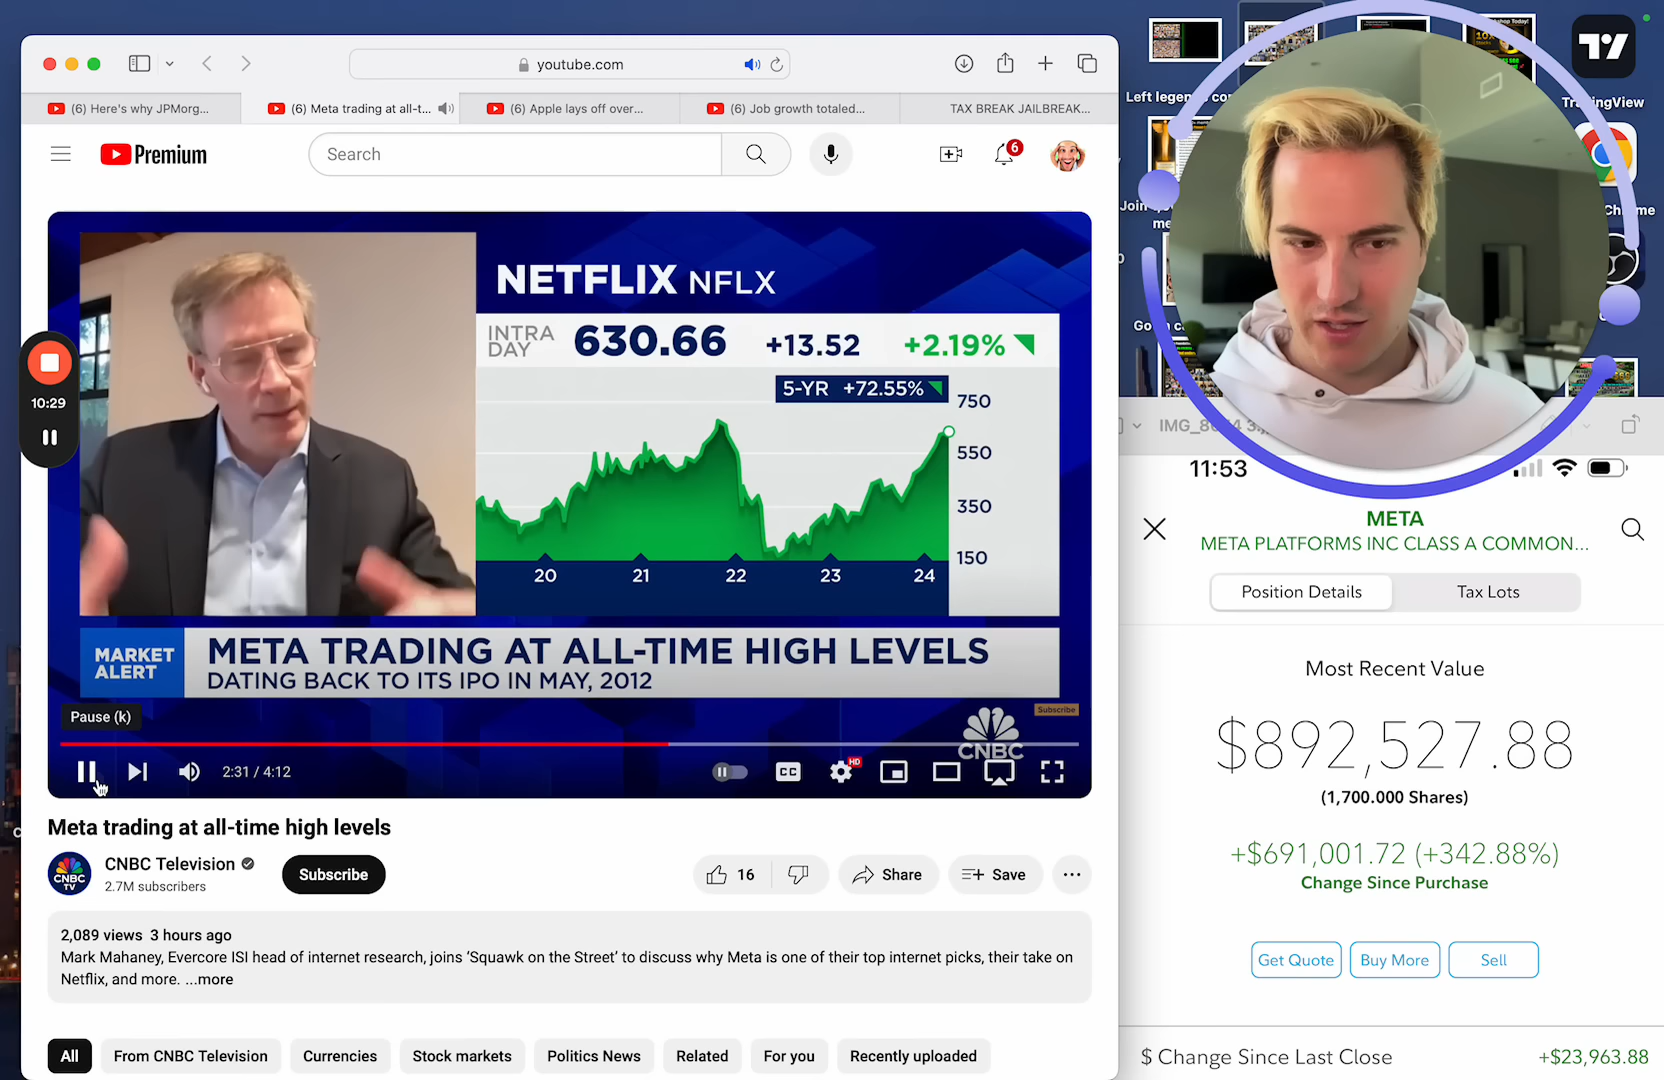 youtube.com
(6) Here's why JPMorg...
(6) Meta trading at all-t...
(6) Apple lays off over...
(6) Job growth totaled...
TAX BREAK JAILBREAK...
Premium
Search
6
NETFLIX NFLX
INTRA DAY 630.66 +13.52 +2.19%
5-YR +72.55%
750
550
350
150
20 21 22 23 24
MARKET ALERT
META TRADING AT ALL-TIME HIGH LEVELS
DATING BACK TO ITS IPO IN MAY, 2012
10:29
Pause (k)
Subscribe
CNBC
2:31 / 4:12
CC
HD
Meta trading at all-time high levels
CNBC TV
CNBC Television
2.7M subscribers
Subscribe
16
Share
Save
2,089 views 3 hours ago
Mark Mahaney, Evercore ISI head of internet research, joins ‘Squawk on the Street’ to discuss why Meta is one of their top internet picks, their take on
Netflix, and more. ...more
All
From CNBC Television
Currencies
Stock markets
Politics News
Related
For you
Recently uploaded
TradingView
11:53
META
META PLATFORMS INC CLASS A COMMON...
Position Details
Tax Lots
Most Recent Value
$892,527.88
(1,700.000 Shares)
+$691,001.72 (+342.88%)
Change Since Purchase
Get Quote
Buy More
Sell
$ Change Since Last Close
+$23,963.88